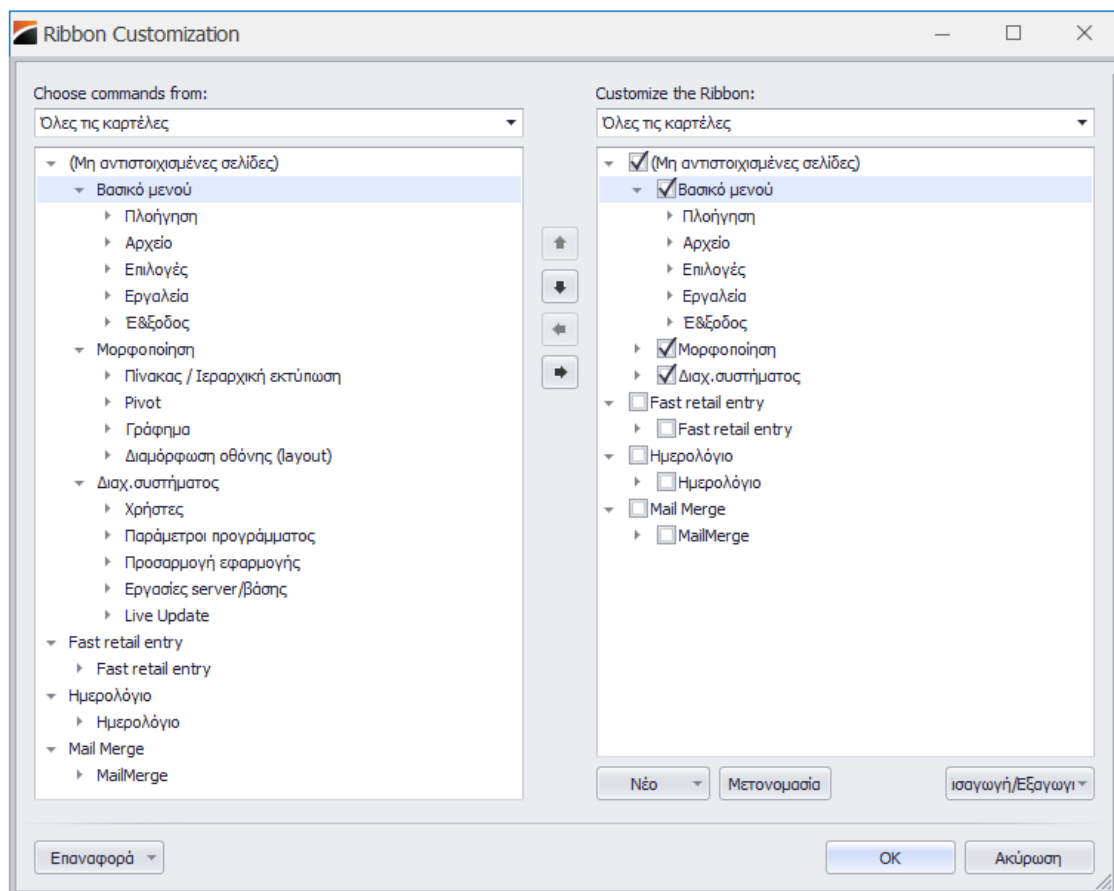 Ribbon Customization
Choose commands from:
Όλες τις καρτέλες
(Μη αντιστοιχισμένες σελίδες)
Βασικό μενού
Πλοήγηση
Αρχείο
Επιλογές
Εργαλεία
Έ&ξοδος
Μορφοποίηση
Πίνακας / Ιεραρχική εκτύπωση
Pivot
Γράφημα
Διαμόρφωση οθόνης (layout)
Διαχ.συστήματος
Χρήστες
Παράμετροι προγράμματος
Προσαρμογή εφαρμογής
Εργασίες server/βάσης
Live Update
Fast retail entry
Fast retail entry
Ημερολόγιο
Ημερολόγιο
Mail Merge
MailMerge
Customize the Ribbon:
Όλες τις καρτέλες
(Μη αντιστοιχισμένες σελίδες)
Βασικό μενού
Πλοήγηση
Αρχείο
Επιλογές
Εργαλεία
Έ&ξοδος
Μορφοποίηση
Διαχ.συστήματος
Fast retail entry
Fast retail entry
Ημερολόγιο
Ημερολόγιο
Mail Merge
MailMerge
Νέο
Μετονομασία
ισαγωγή/Εξαγωγι
Επαναφορά
OK
Ακύρωση